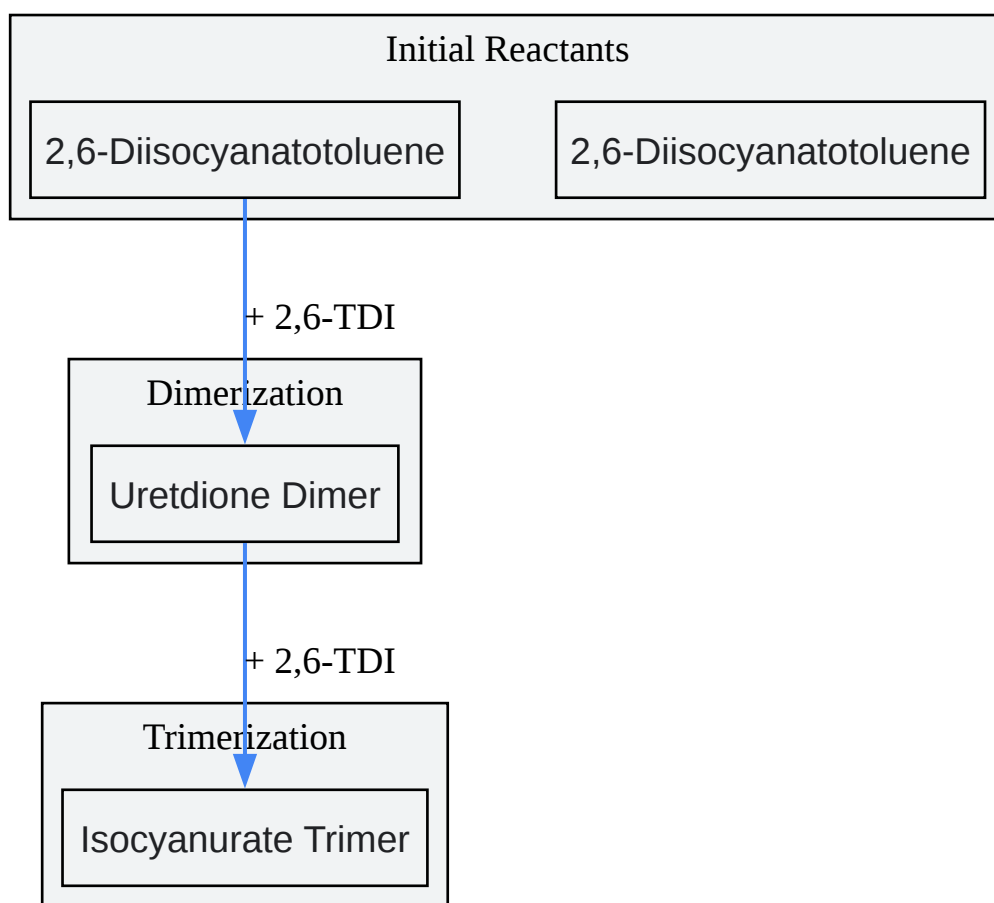 Initial Reactants
2,6-Diisocyanatotoluene
2,6-Diisocyanatotoluene
+ 2,6-TDI
Dimerization
Uretdione Dimer
+ 2,6-TDI
Trimerization
Isocyanurate Trimer